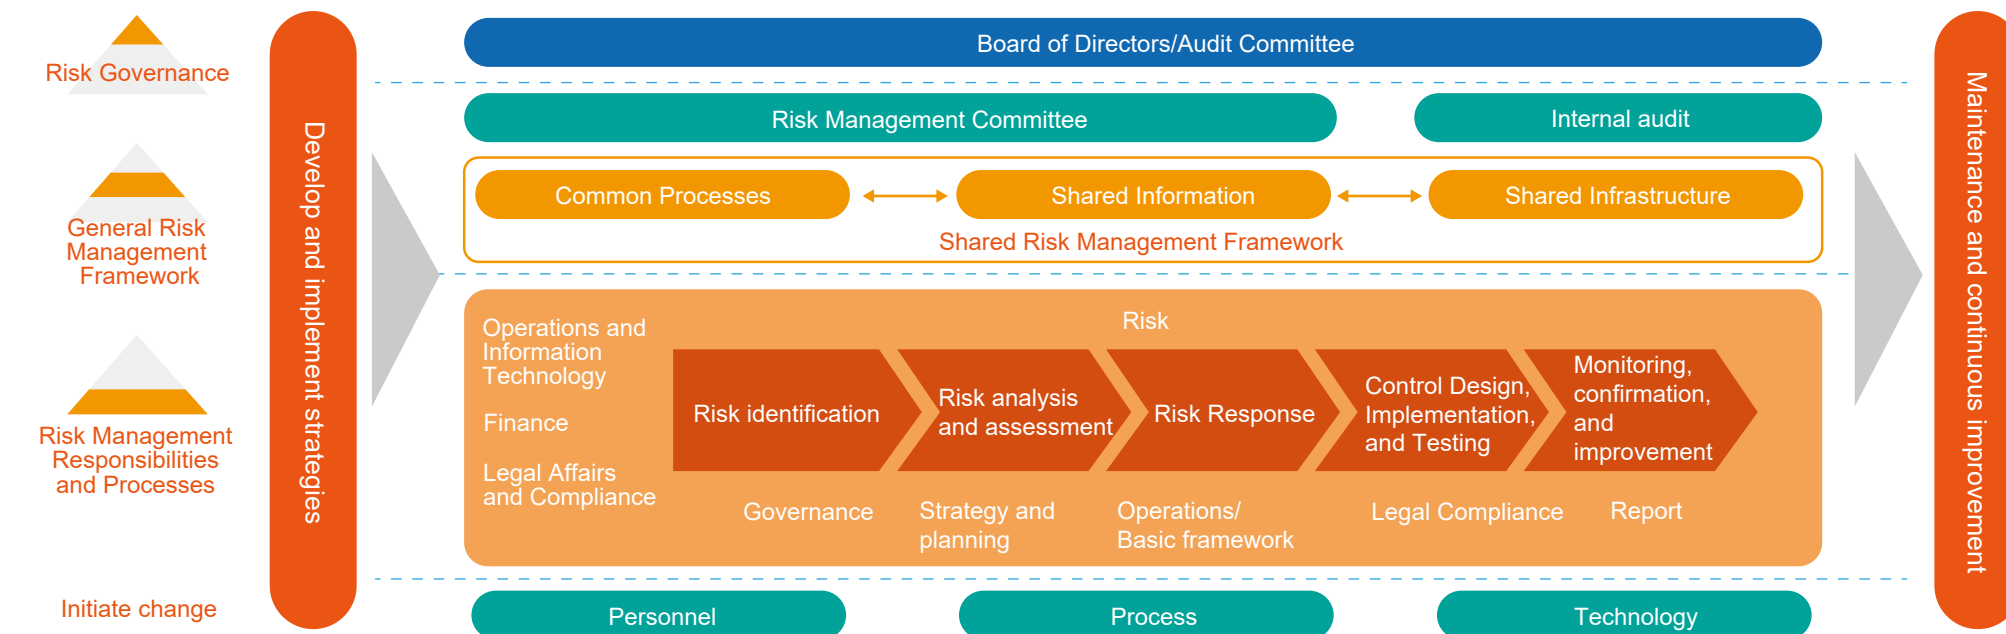 Risk Governance
General Risk
Management
Framework
Risk Management
Responsibilities
and Processes
Initiate change
Develop and implement strategies
Board of Directors/Audit Committee
Risk Management Committee
Internal audit
Common Processes
Shared Information
Shared Infrastructure
Shared Risk Management Framework
Operations and
Information
Technology
Finance
Legal Affairs
and Compliance
Risk
Risk identification
Risk analysis
and assessment
Risk Response
Control Design,
Implementation,
and Testing
Monitoring,
confirmation,
and
improvement
Governance
Strategy and
planning
Operations/
Basic framework
Legal Compliance
Report
Personnel
Process
Technology
Maintenance and continuous improvement